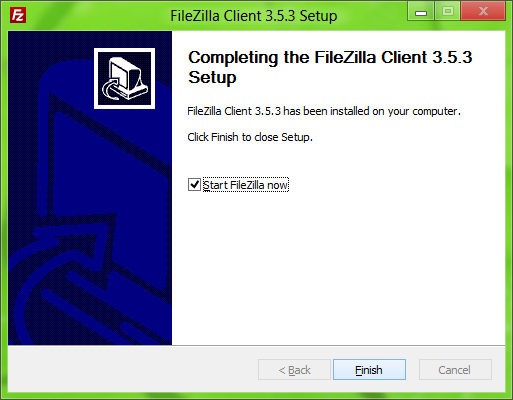 FileZilla Client 3.5.3 Setup
Completing the FileZilla Client 3.5.3
Setup
FileZilla Client 3.5.3 has been installed on your computer.
Click Finish to close Setup.
Start FileZilla now
< Back
Finish
Cancel